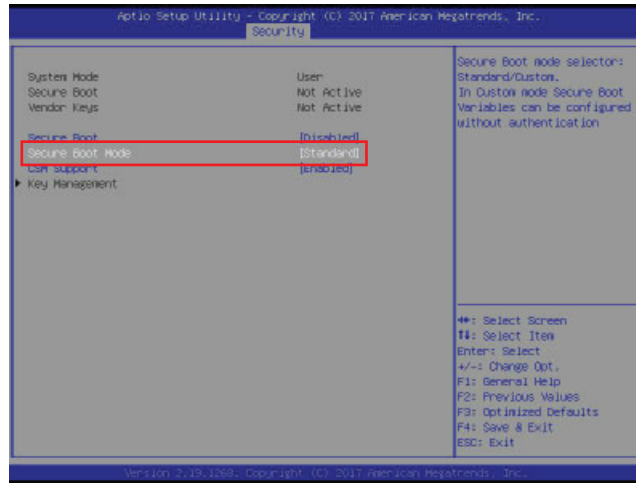 Aptio Setup Utility - Copyright (C) 2017 American Megatrends, Inc.
Security
System Mode User
Secure Boot Not Active
Vendor Keys Not Active
Secure Boot [Disabled]
Secure Boot Mode [Standard]
CSM Support [Enabled]
Key Management
Secure Boot mode selector:
Standard/Custom.
In Custom mode Secure Boot
Variables can be configured
without authentication
↔: Select Screen
↑↓: Select Item
Enter: Select
+/-: Change Opt.
F1: General Help
F2: Previous Values
F3: Optimized Defaults
F4: Save & Exit
ESC: Exit
Version 2.19.1268. Copyright (C) 2017 American Megatrends, Inc.